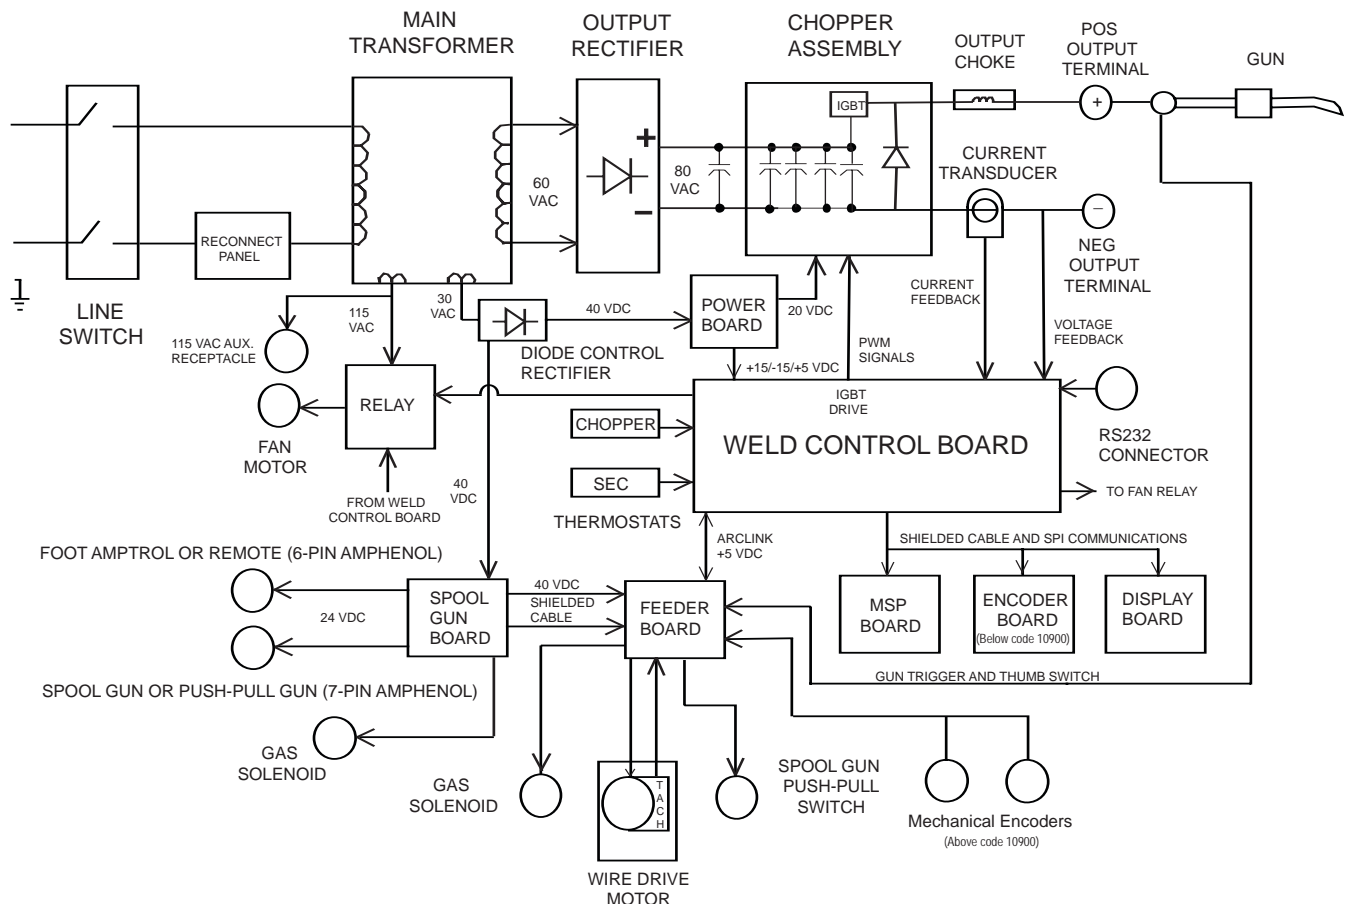 MAIN
TRANSFORMER
OUTPUT
RECTIFIER
CHOPPER
ASSEMBLY
OUTPUT
CHOKE
POS
OUTPUT
TERMINAL
GUN
IGBT
+
+
60
VAC
80
VAC
−
CURRENT
TRANSDUCER
−
NEG
OUTPUT
TERMINAL
RECONNECT
PANEL
LINE
SWITCH
115
VAC
30
VAC
115 VAC AUX.
RECEPTACLE
40 VDC
DIODE CONTROL
RECTIFIER
POWER
BOARD
20 VDC
+15/-15/+5 VDC
PWM
SIGNALS
CURRENT
FEEDBACK
VOLTAGE
FEEDBACK
RELAY
FAN
MOTOR
FROM WELD
CONTROL BOARD
40
VDC
CHOPPER
SEC
THERMOSTATS
IGBT
DRIVE
WELD CONTROL BOARD
RS232
CONNECTOR
TO FAN RELAY
ARCLINK
+5 VDC
SHIELDED CABLE AND SPI COMMUNICATIONS
FOOT AMPTROL OR REMOTE (6-PIN AMPHENOL)
24 VDC
SPOOL GUN OR PUSH-PULL GUN (7-PIN AMPHENOL)
SPOOL
GUN
BOARD
40 VDC
SHIELDED
CABLE
FEEDER
BOARD
MSP
BOARD
ENCODER
BOARD
(Below code 10900)
DISPLAY
BOARD
GUN TRIGGER AND THUMB SWITCH
GAS
SOLENOID
GAS
SOLENOID
T
A
C
H
WIRE DRIVE
MOTOR
SPOOL GUN
PUSH-PULL
SWITCH
Mechanical Encoders
(Above code 10900)